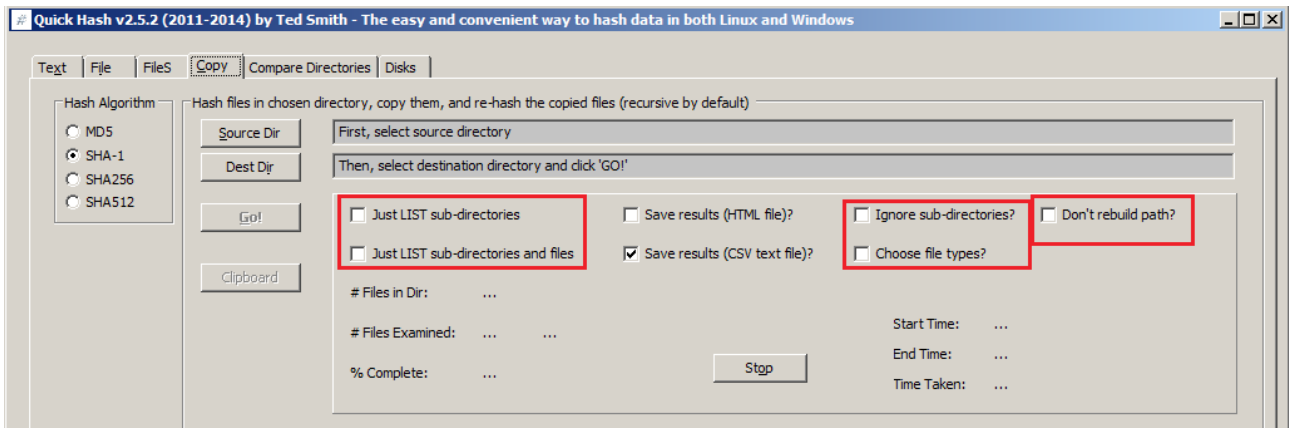 # Quick Hash v2.5.2 (2011-2014) by Ted Smith - The easy and convenient way to hash data in both Linux and Windows
Text File FileS Copy Compare Directories Disks
Hash Algorithm
MD5
SHA-1
SHA256
SHA512
Hash files in chosen directory, copy them, and re-hash the copied files (recursive by default)
Source Dir First, select source directory
Dest Dir Then, select destination directory and click 'GO!'
Go!
Clipboard
Just LIST sub-directories Save results (HTML file)? Ignore sub-directories? Don't rebuild path?
Just LIST sub-directories and files Save results (CSV text file)? Choose file types?
# Files in Dir: ...
# Files Examined: ... ...
% Complete: ...
Stop
Start Time: ...
End Time: ...
Time Taken: ...